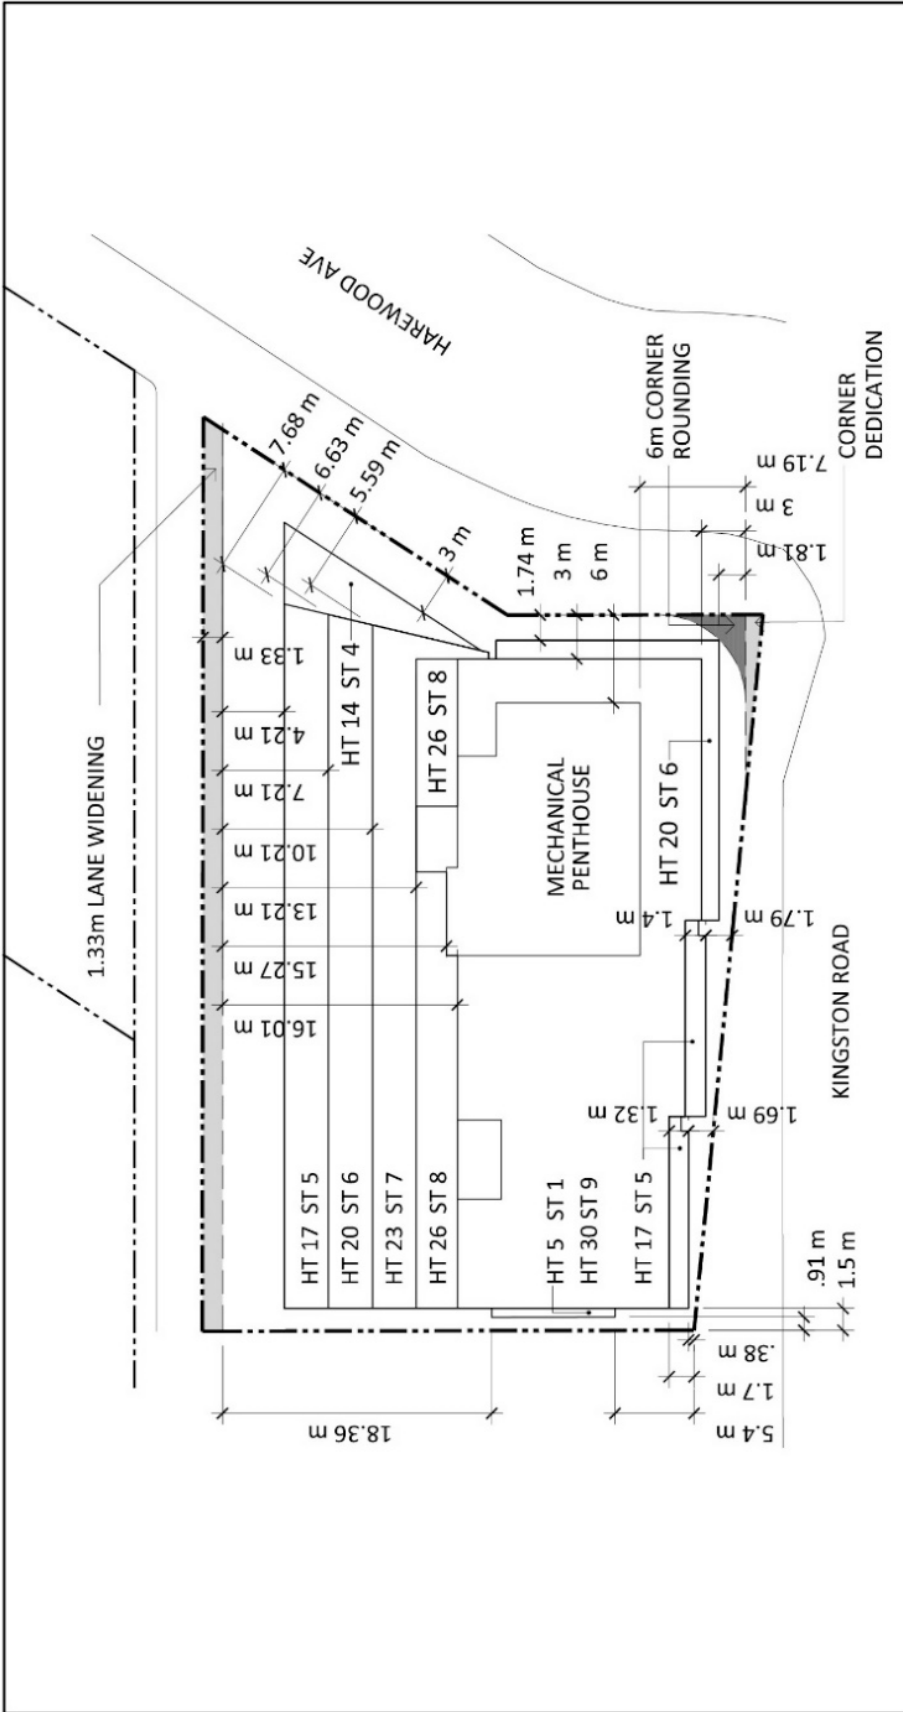 1.33m LANE WIDENING
HAREWOOD AVE
7.68 m
6.63 m
5.59 m
3 m
1.33 m
4.21 m
7.21 m
10.21 m
13.21 m
15.27 m
16.01 m
18.36 m
HT 17 ST 5
HT 20 ST 6
HT 23 ST 7
HT 26 ST 8
HT 14 ST 4
HT 26 ST 8
MECHANICAL
PENTHOUSE
HT 5 ST 1
HT 30 ST 9
HT 17 ST 5
HT 20 ST 6
1.74 m
3 m
6 m
6m CORNER
ROUNDING
7.19 m
3 m
1.81 m
CORNER
DEDICATION
1.4 m
1.79 m
1.32 m
1.69 m
KINGSTON ROAD
.91 m
1.5 m
.38 m
1.7 m
5.4 m